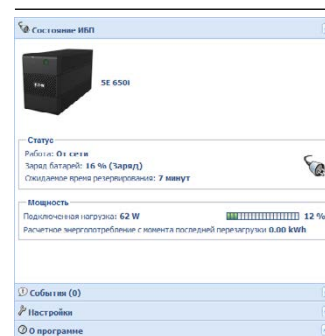 Состояние ИБП
EATON
5E 650i
Статус
Работа: От сети
Заряд батарей: 16 % (Заряд)
Ожидаемое время резервирования: 7 минут
Мощность
Подключенная нагрузка: 62 W 12 %
Расчетное энергопотребление с момента последней перезагрузки 0.00 kWh
События (0)
Настройки
О программе